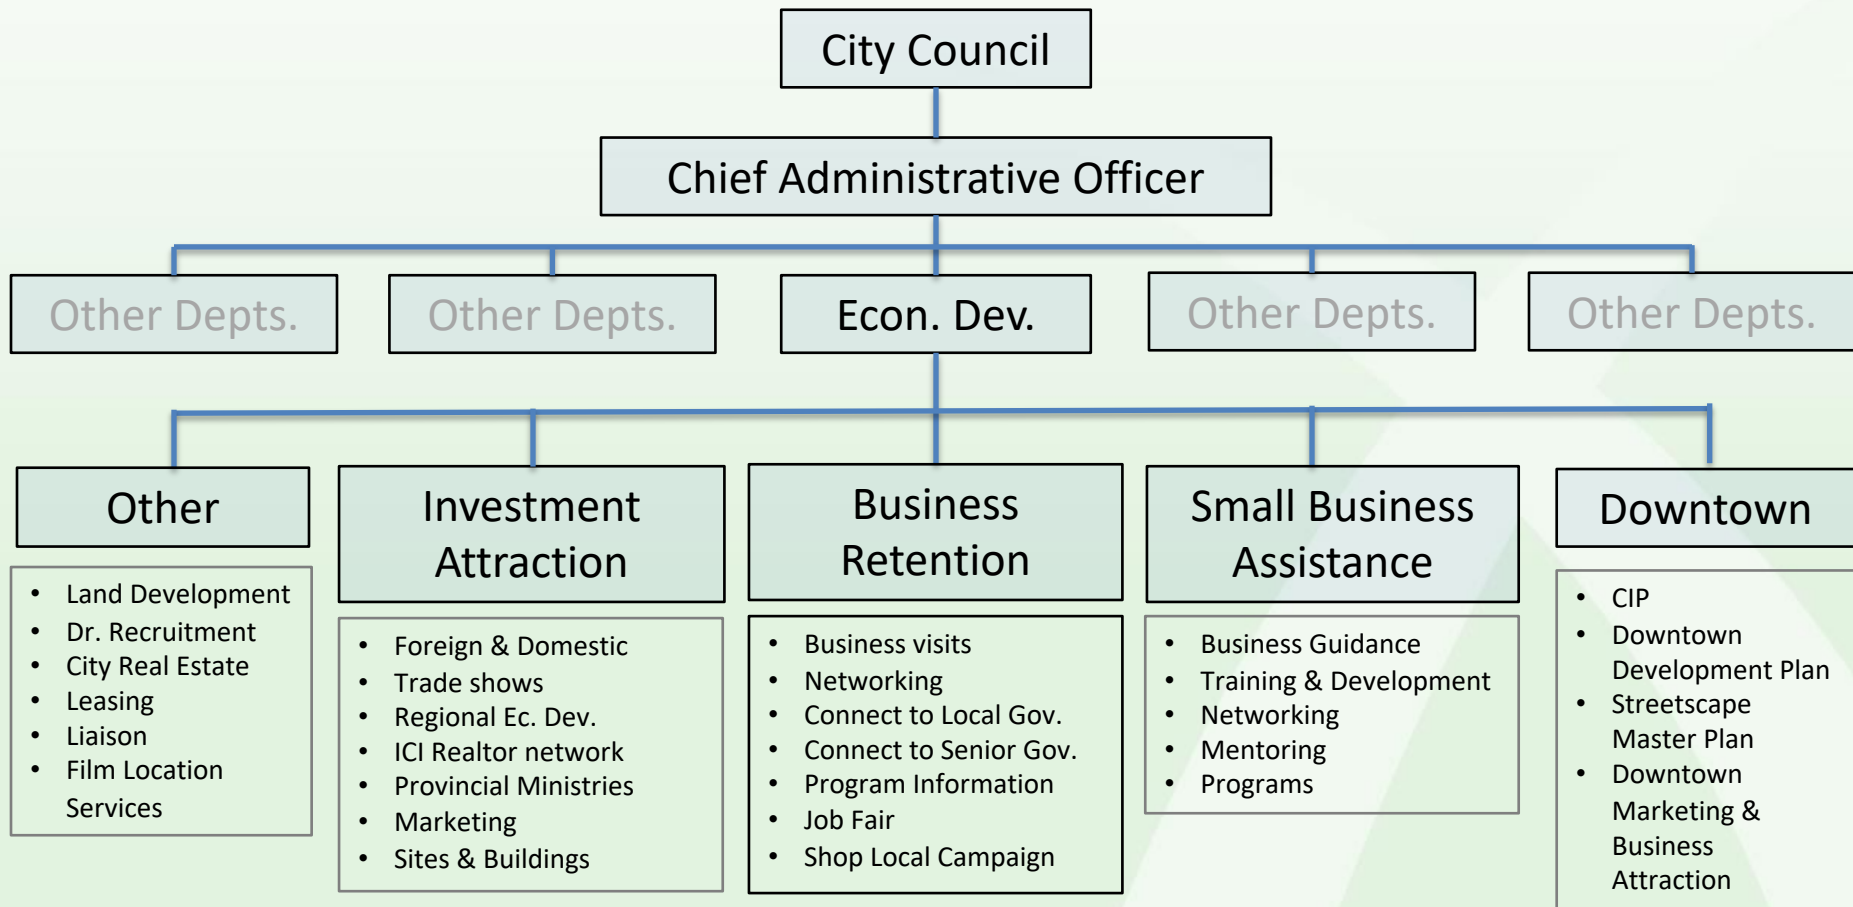 City Council
Chief Administrative Officer
Other Depts.
Other Depts.
Econ. Dev.
Other Depts.
Other Depts.
Other
• Land Development
• Dr. Recruitment
• City Real Estate
• Leasing
• Liaison
• Film Location
Services
Investment
Attraction
• Foreign & Domestic
• Trade shows
• Regional Ec. Dev.
• ICI Realtor network
• Provincial Ministries
• Marketing
• Sites & Buildings
Business
Retention
• Business visits
• Networking
• Connect to Local Gov.
• Connect to Senior Gov.
• Program Information
• Job Fair
• Shop Local Campaign
Small Business
Assistance
• Business Guidance
• Training & Development
• Networking
• Mentoring
• Programs
Downtown
• CIP
• Downtown
Development Plan
• Streetscape
Master Plan
• Downtown
Marketing &
Business
Attraction